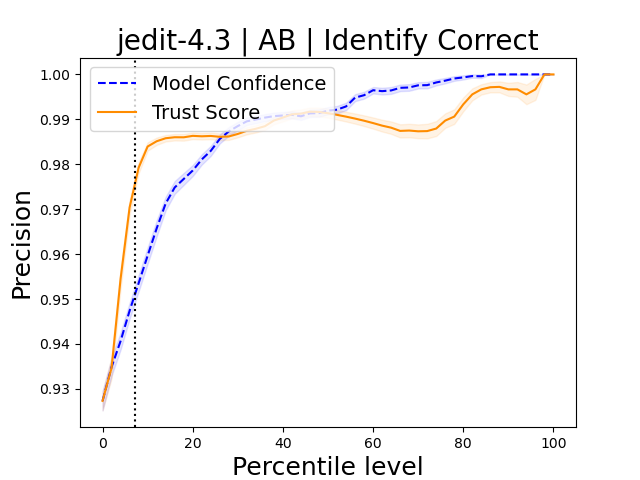 jedit-4.3 | AB | Identify Correct
Model Confidence
Trust Score
Precision
1.00
0.99
0.98
0.97
0.96
0.95
0.94
0.93
0 20 40 60 80 100
Percentile level